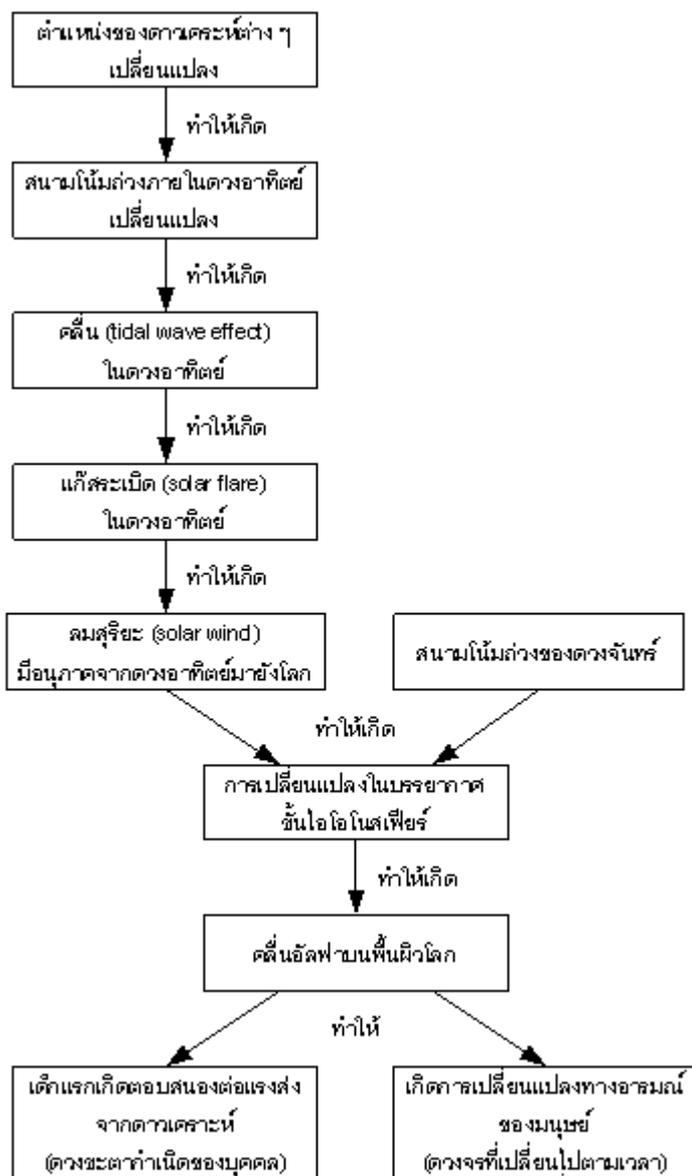 ตำแหน่งของดาวเคราะห์ต่าง ๆ
เปลี่ยนแปลง
ทำให้เกิด
สนามโน้มถ่วงภายในดวงอาทิตย์
เปลี่ยนแปลง
ทำให้เกิด
คลื่น (tidal wave effect)
ในดวงอาทิตย์
ทำให้เกิด
แก๊สระเบิด (solar flare)
ในดวงอาทิตย์
ทำให้เกิด
ลมสุริยะ (solar wind)
มีอนุภาคจากดวงอาทิตย์มายังโลก
สนามโน้มถ่วงของดวงจันทร์
ทำให้เกิด
การเปลี่ยนแปลงในบรรยากาศ
ชั้นไอโอโนสเฟียร์
ทำให้เกิด
คลื่นอัลฟาบนพื้นผิวโลก
ทำให้
เด็กแรกเกิดตอบสนองต่อแรงส่ง
จากดาวเคราะห์
(ดวงชะตากำเนิดของบุคคล)
เกิดการเปลี่ยนแปลงทางอารมณ์
ของมนุษย์
(ดวงจรที่เปลี่ยนไปตามเวลา)